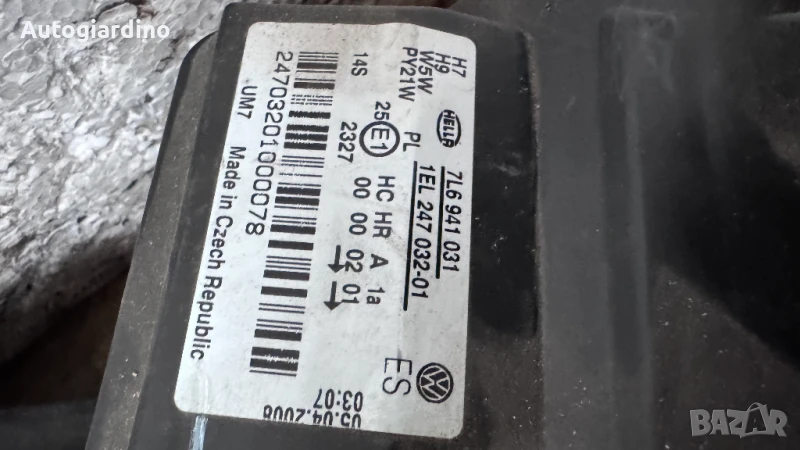 Autogiardino
H7
H9
W5W
PY21W
HELLA
7L6 941 031
1EL 247 032-01
PL
14S
25 E1
2327
HC HR A 1a
00 00 02 01
2470320100078
UM7 Made in Czech Republic
ES
05.04.2008
03:07
BAZAR